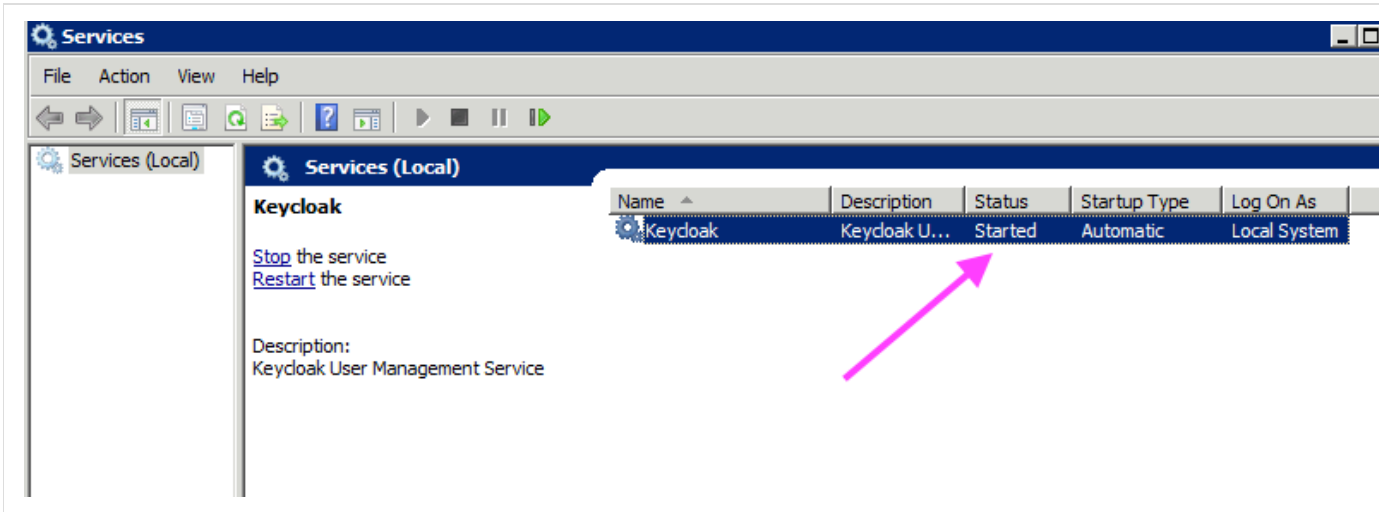 Services
File Action View Help
?
Services (Local)
Services (Local)
Keycloak
Stop the service
Restart the service
Description:
Keycloak User Management Service
Name Description Status Startup Type Log On As
Keycloak Keycloak U... Started Automatic Local System